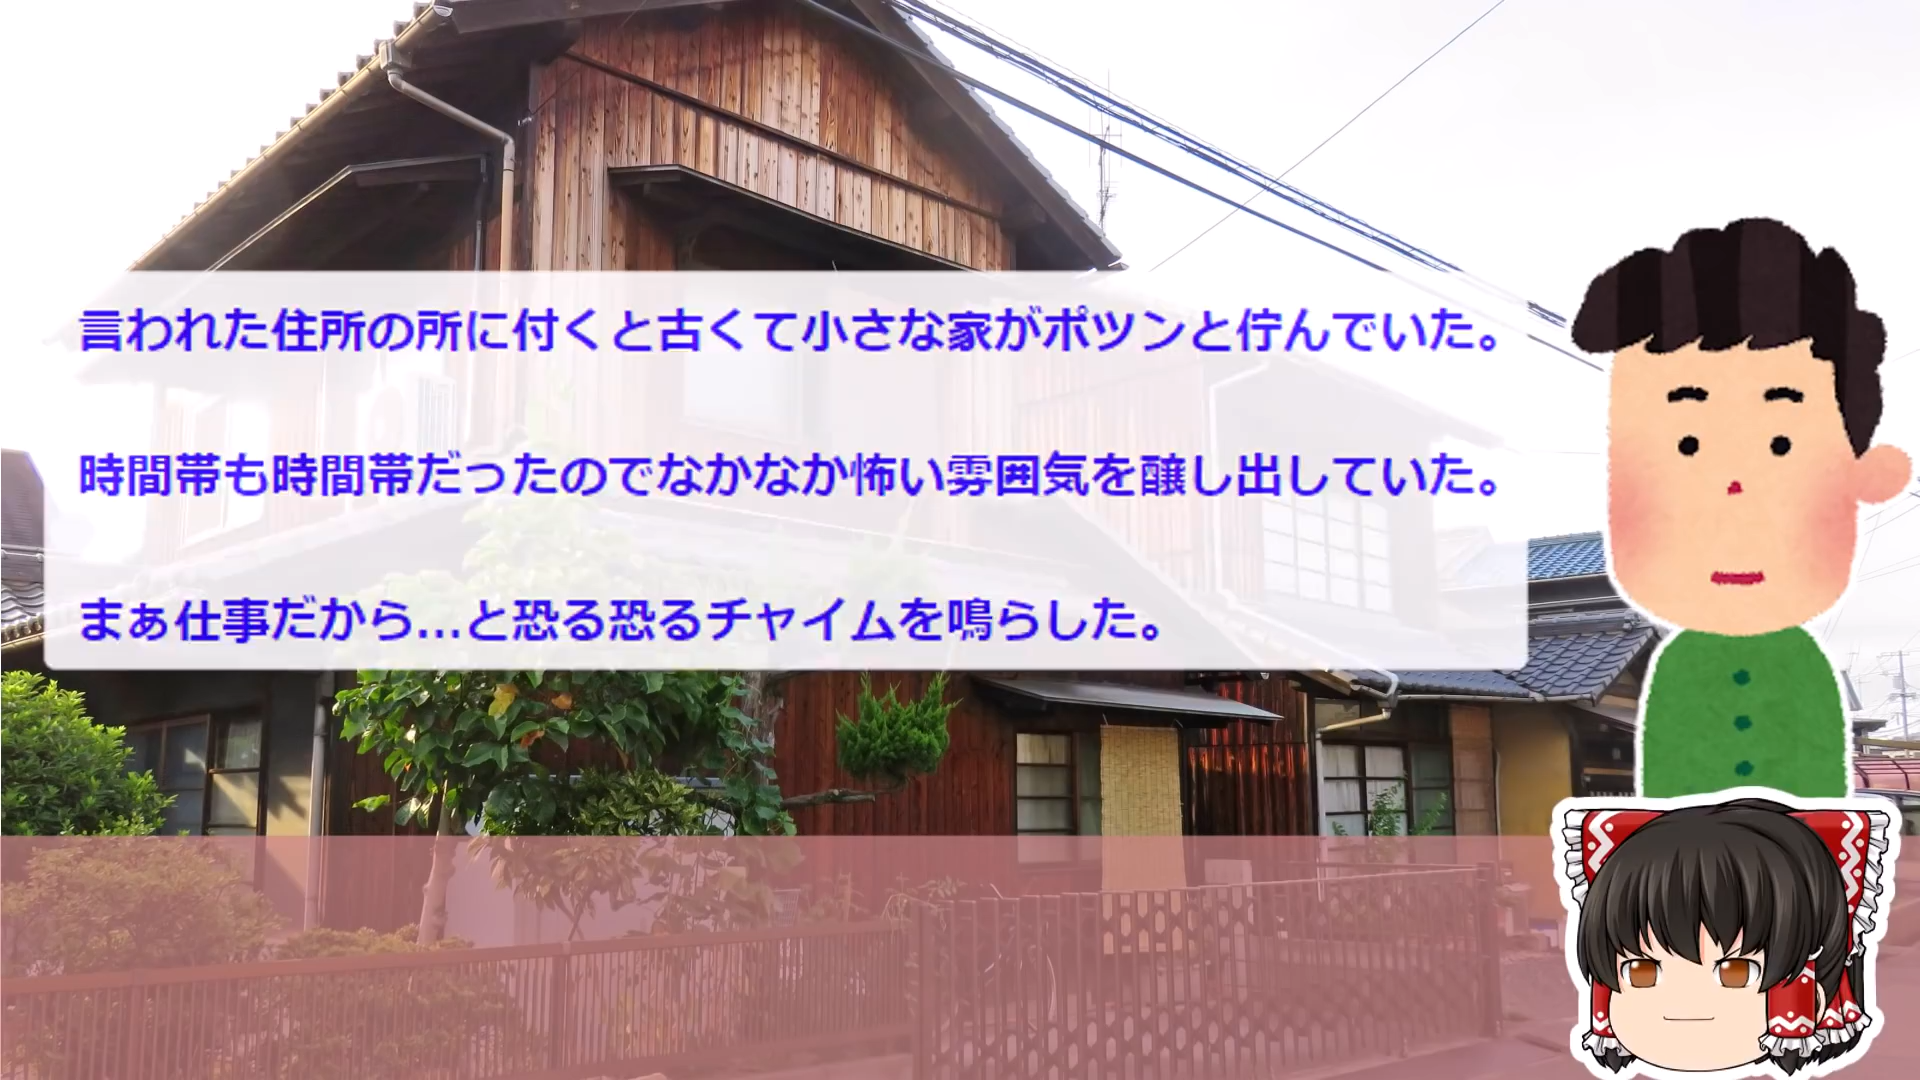 言われた住所の所に付くと古くて小さな家がポツンと佇んでいた。
時間帯も時間帯だったのでなかなか怖い雰囲気を醸し出していた。
まぁ仕事だから...と恐る恐るチャイムを鳴らした。